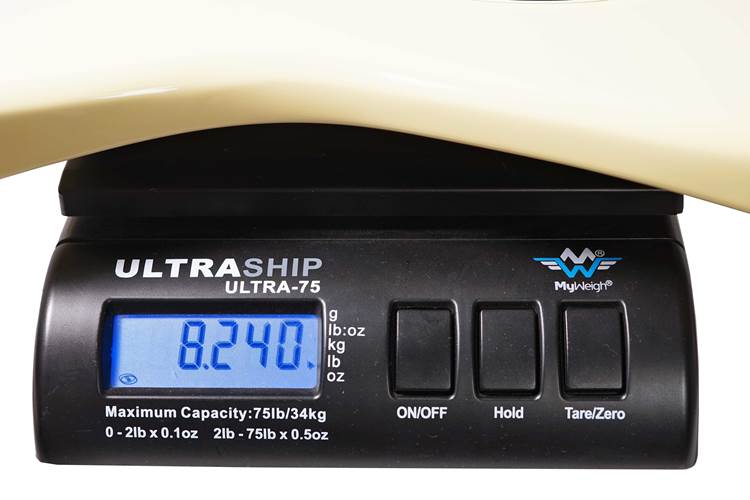 MW®
MyWeigh®
ULTRASHIP
ULTRA-75
8.240
g
lb:oz
kg
lb
oz
Maximum Capacity:75lb/34kg
0 - 2lb x 0.1oz 2lb - 75lb x 0.5oz
ON/OFF Hold Tare/Zero